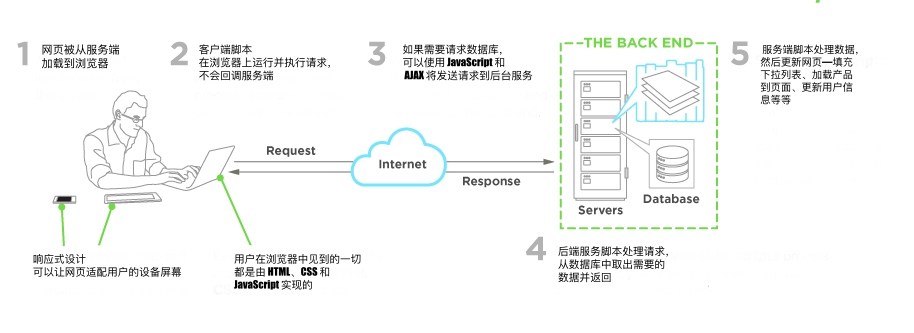 1
网页被从服务端
加载到浏览器
2
客户端脚本
在浏览器上运行并执行请求，
不会回调服务端
3
如果需要请求数据库，
可以使用 JavaScript 和
AJAX 将发送请求到后台服务
THE BACK END
5
服务端脚本处理数据，
然后更新网页—填充
下拉列表、加载产品
到页面、更新用户信
息等等
Request
Internet
Response
Servers
Database
响应式设计
可以让网页适配用户的设备屏幕
用户在浏览器中见到的一切
都是由 HTML、CSS 和
JavaScript 实现的
4
后端服务脚本处理请求，
从数据库中取出需要的
数据并返回